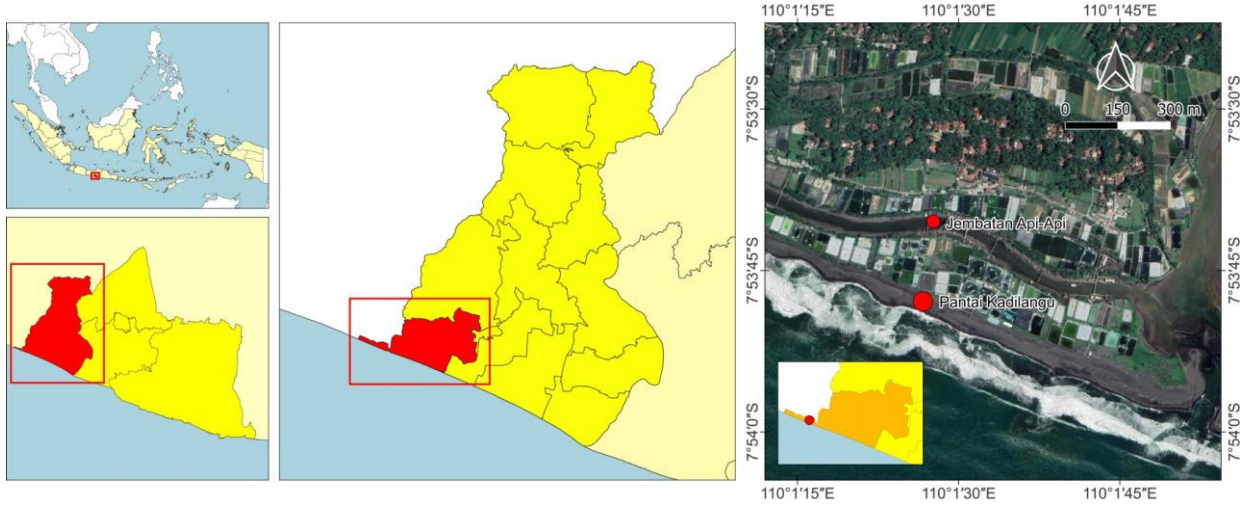 110°1′15″E 110°1′30″E 110°1′45″E
7°53′30″S 7°53′30″S
0 150 300 m
Jembatan Api-Api
7°53′45″S 7°53′45″S
Pantai Kadilangu
7°54′0″S 7°54′0″S
110°1′15″E 110°1′30″E 110°1′45″E